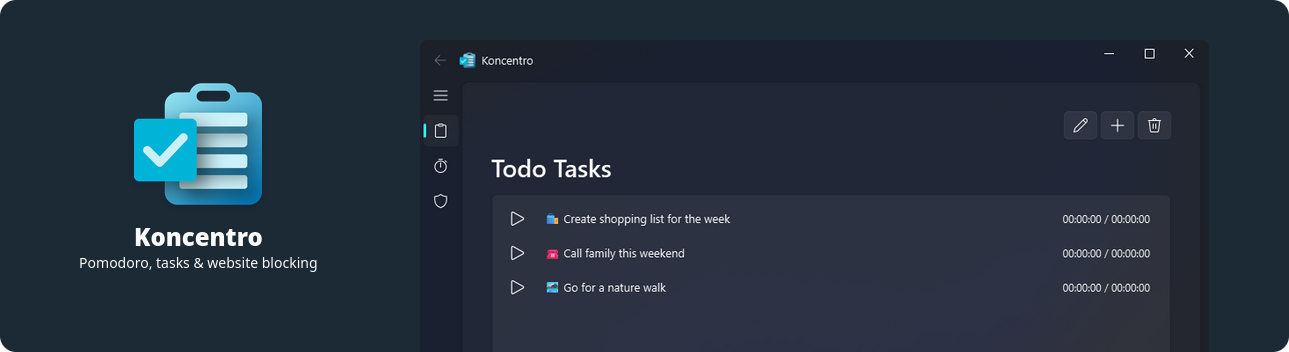 Koncentro
Pomodoro, tasks & website blocking
Koncentro
Todo Tasks
Create shopping list for the week 00:00:00 / 00:00:00
Call family this weekend 00:00:00 / 00:00:00
Go for a nature walk 00:00:00 / 00:00:00